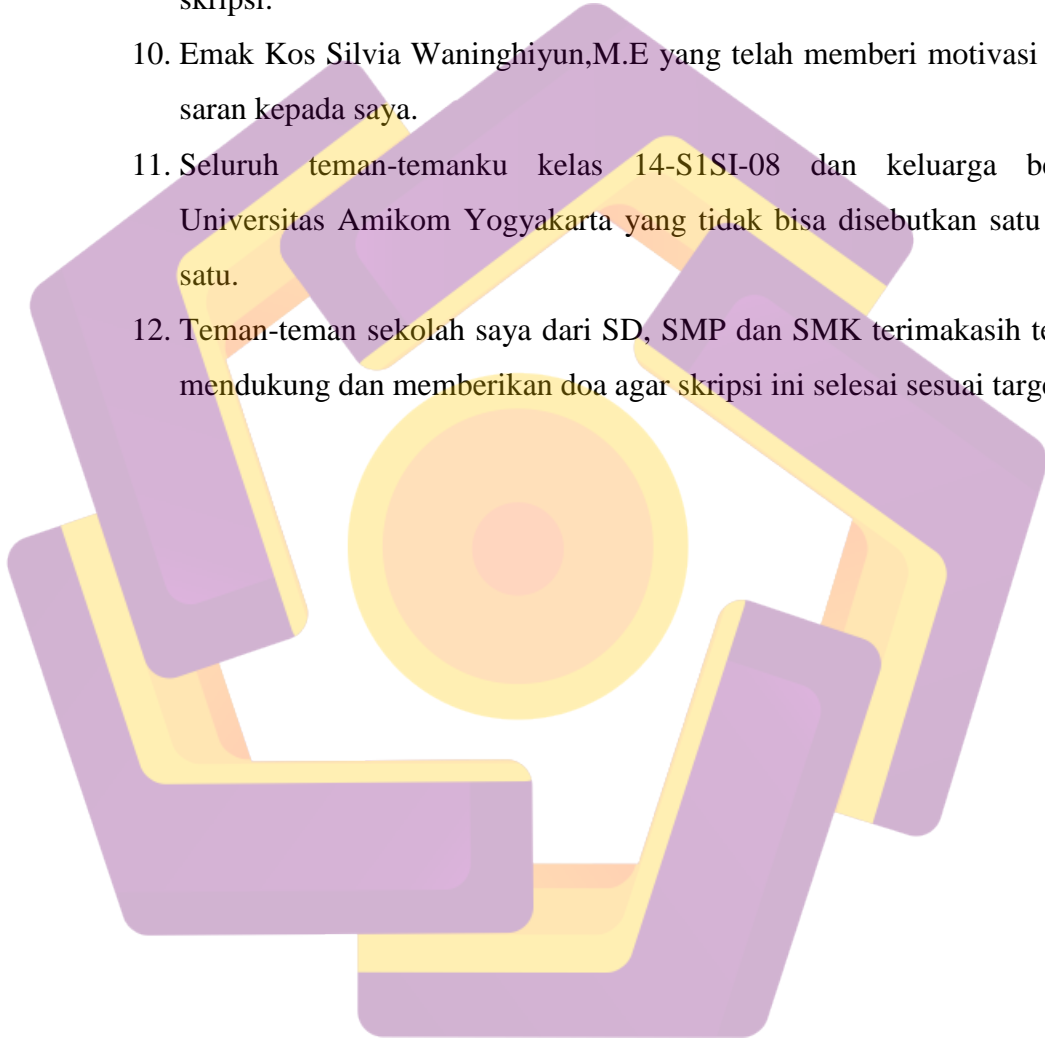 skripsi.
10. Emak Kos Silvia Waninghiyun,M.E yang telah memberi motivasi
saran kepada saya.
11. Seluruh teman-temanku kelas 14-S1SI-08 dan keluarga
Universitas Amikom Yogyakarta yang tidak bisa disebutkan satu
satu.
12. Teman-teman sekolah saya dari SD, SMP dan SMK terimakasih
mendukung dan memberikan doa agar skripsi ini selesai sesuai